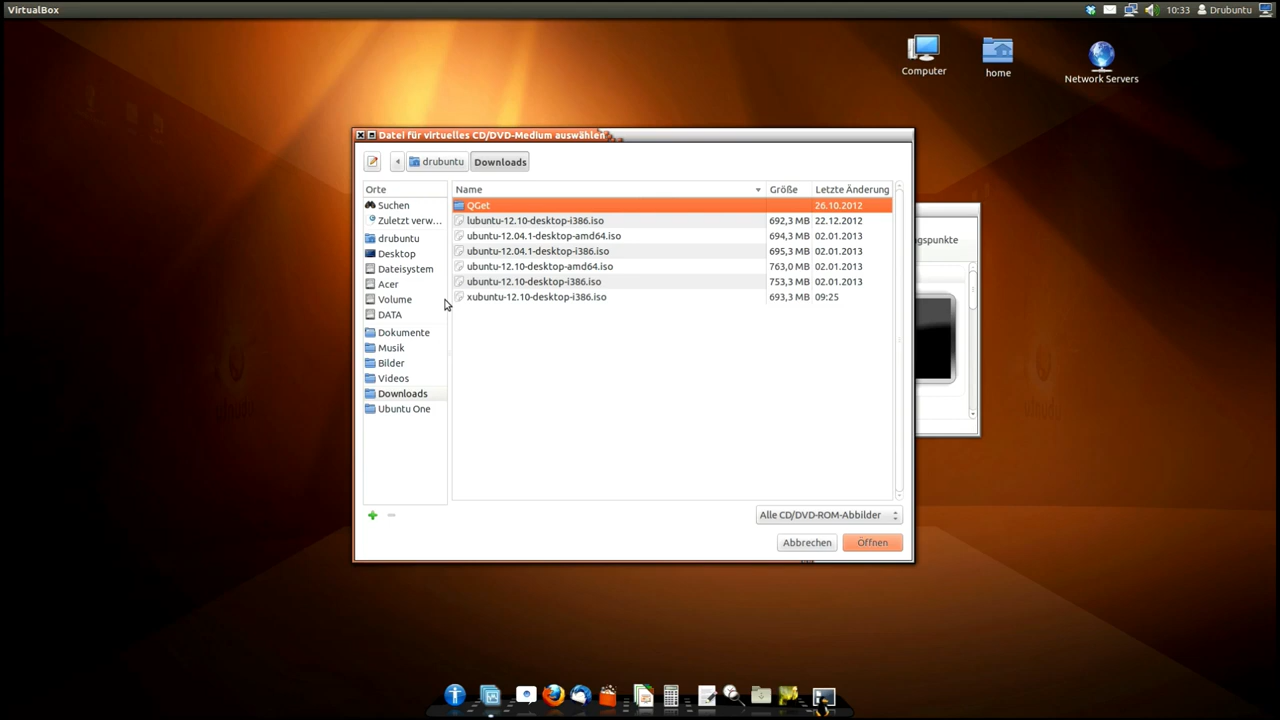 VirtualBox
10:33 Drubuntu
Computer
home
Network Servers
Datei für virtuelles CD/DVD-Medium auswählen
drubuntu Downloads
Orte
Suchen
Zuletzt verw...
drubuntu
Desktop
Dateisystem
Acer
Volume
DATA
Dokumente
Musik
Bilder
Videos
Downloads
Ubuntu One
Name Größe Letzte Änderung
QGet 26.10.2012
lubuntu-12.10-desktop-i386.iso 692,3 MB 22.12.2012
ubuntu-12.04.1-desktop-amd64.iso 694,3 MB 02.01.2013
ubuntu-12.04.1-desktop-i386.iso 695,3 MB 02.01.2013
ubuntu-12.10-desktop-amd64.iso 763,0 MB 02.01.2013
ubuntu-12.10-desktop-i386.iso 753,3 MB 02.01.2013
xubuntu-12.10-desktop-i386.iso 693,3 MB 09:25
gspunkte
Alle CD/DVD-ROM-Abbilder
Abbrechen Öffnen